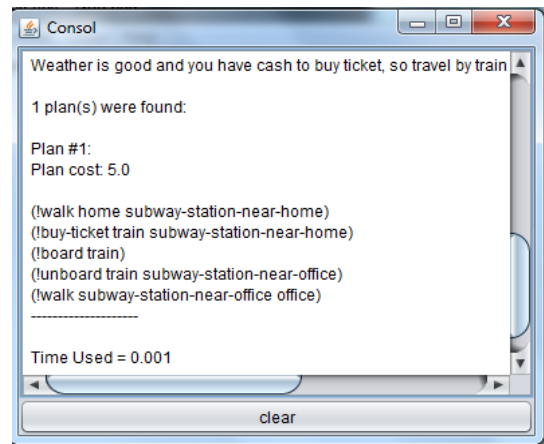 Consol
Weather is good and you have cash to buy ticket, so travel by train
1 plan(s) were found:
Plan #1:
Plan cost: 5.0
(!walk home subway-station-near-home)
(!buy-ticket train subway-station-near-home)
(!board train)
(!unboard train subway-station-near-office)
(!walk subway-station-near-office office)
--------------------
Time Used = 0.001
clear